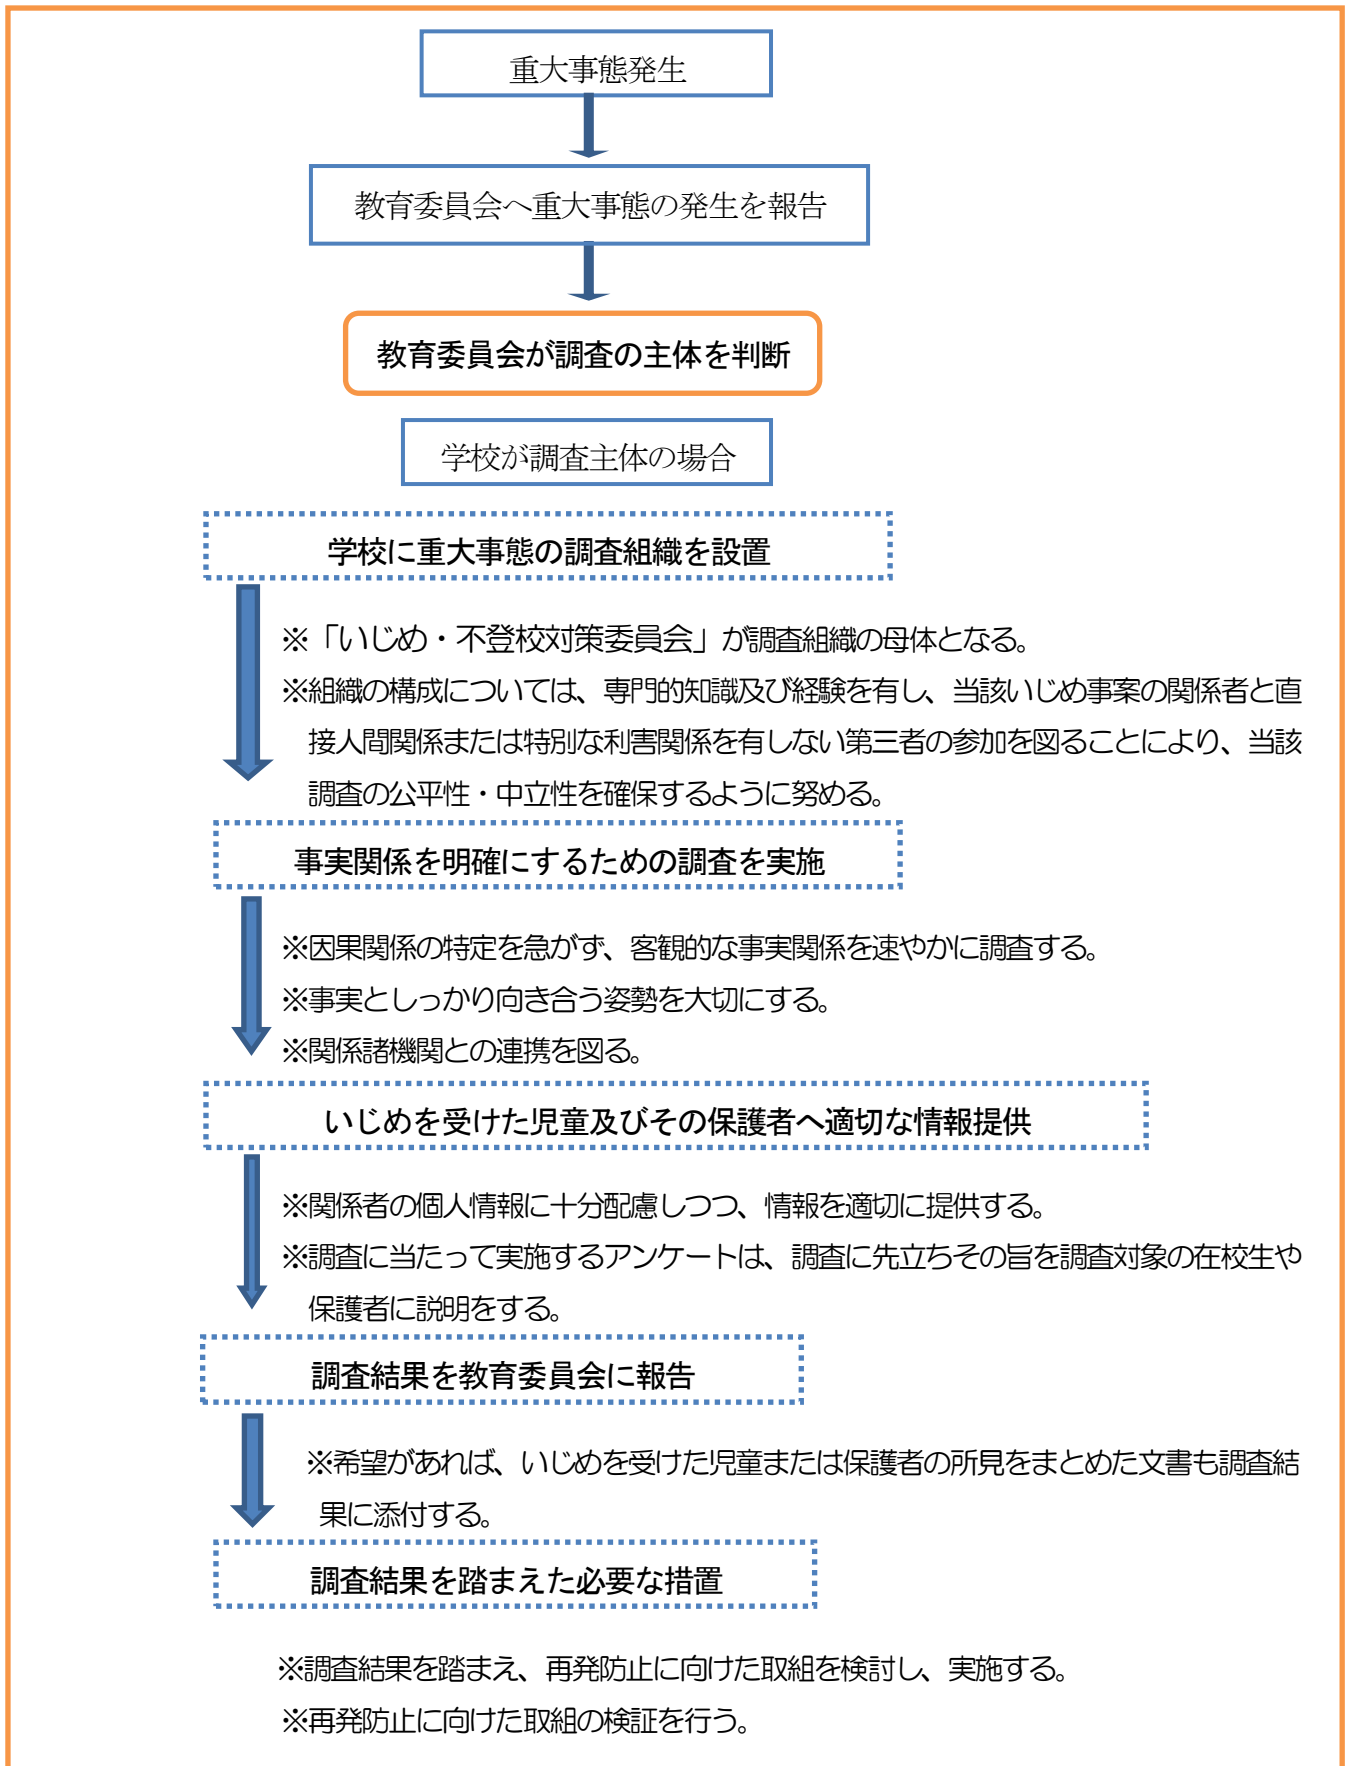 重大事態発生
教育委員会へ重大事態の発生を報告
教育委員会が調査の主体を判断
学校が調査主体の場合
学校に重大事態の調査組織を設置
※「いじめ・不登校対策委員会」が調査組織の母体となる。
※組織の構成については、専門的知識及び経験を有し、当該いじめ事案の関係者と直
接人間関係または特別な利害関係を有しない第三者の参加を図ることにより、当該
調査の公平性・中立性を確保するように努める。
事実関係を明確にするための調査を実施
※因果関係の特定を急がず、客観的な事実関係を速やかに調査する。
※事実としっかり向き合う姿勢を大切にする。
※関係諸機関との連携を図る。
いじめを受けた児童及びその保護者へ適切な情報提供
※関係者の個人情報に十分配慮しつつ、情報を適切に提供する。
※調査に当たって実施するアンケートは、調査に先立ちその旨を調査対象の在校生や
保護者に説明をする。
調査結果を教育委員会に報告
※希望があれば、いじめを受けた児童または保護者の所見をまとめた文書も調査結
果に添付する。
調査結果を踏まえた必要な措置
※調査結果を踏まえ、再発防止に向けた取組を検討し、実施する。
※再発防止に向けた取組の検証を行う。